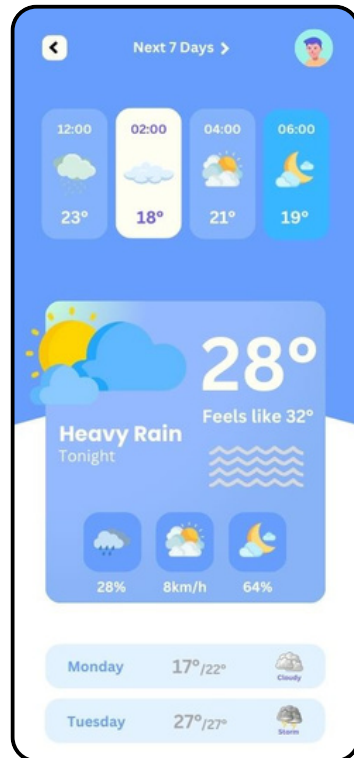 Next 7 Days
12:00 02:00 04:00 06:00
23° 18° 21° 19°
28°
Feels like 32°
Heavy Rain
Tonight
28% 8km/h 64%
Monday 17°/22° Cloudy
Tuesday 27°/27° Storm